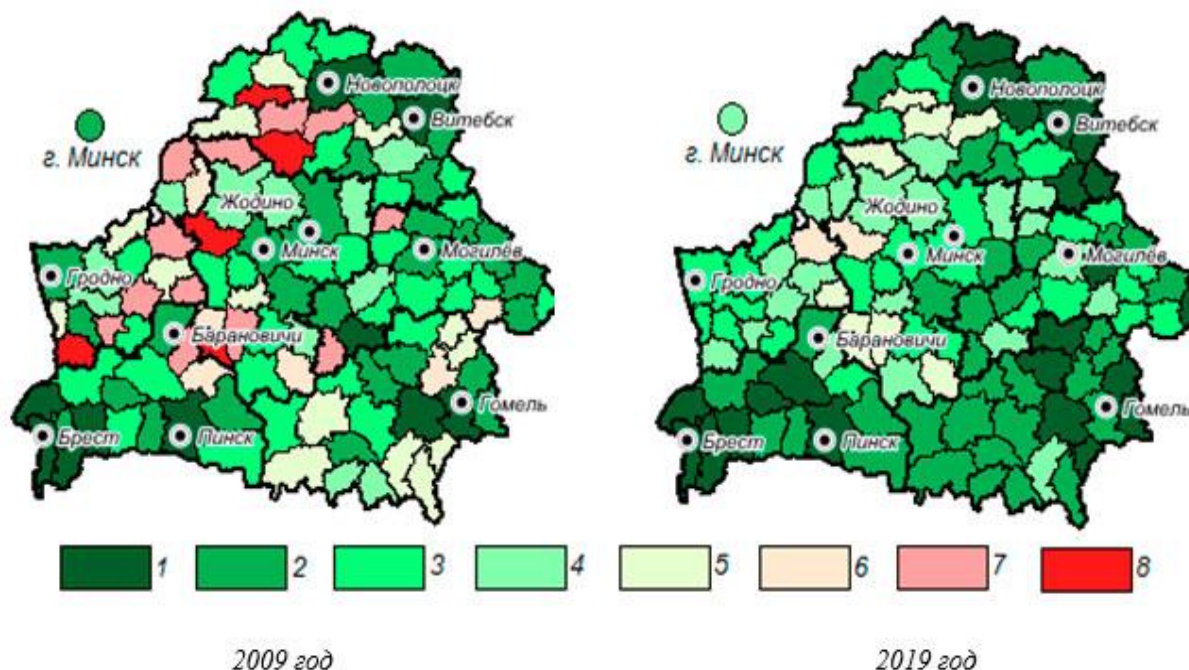 Новополоцк
Витебск
г. Минск
Жодино
Минск
Могилёв
Гродно
Барановичи
Гомель
Брест
Пинск
Новополоцк
Витебск
г. Минск
Жодино
Минск
Могилёв
Гродно
Барановичи
Гомель
Брест
Пинск
1 2 3 4 5 6 7 8
2009 год 2019 год